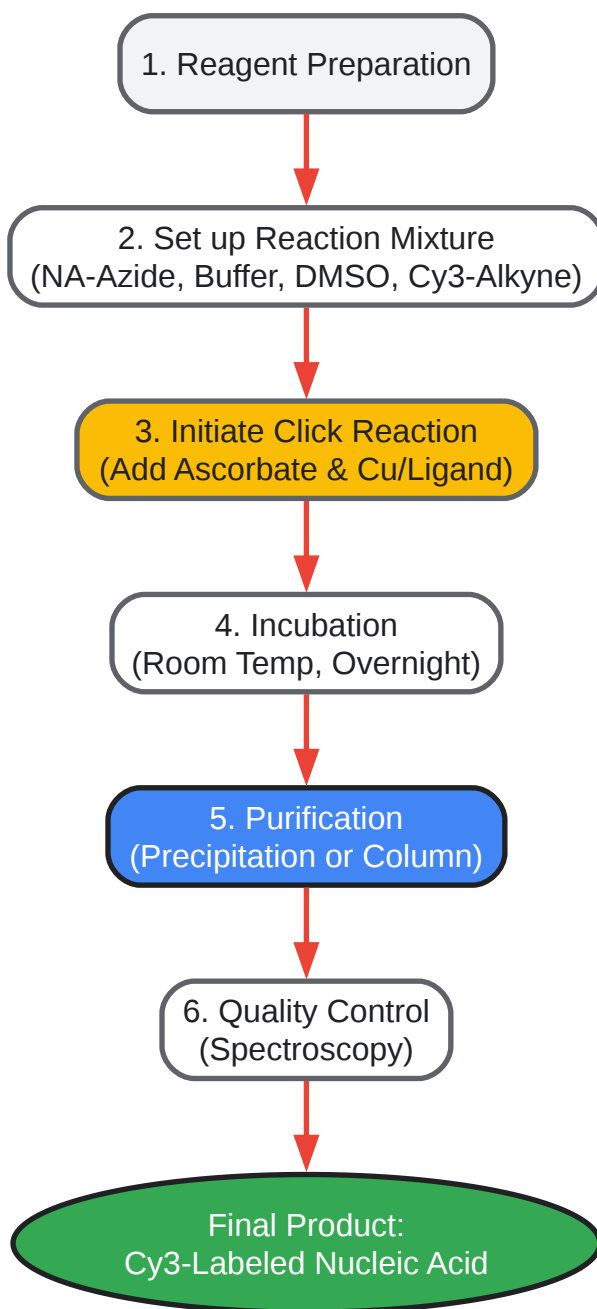 1. Reagent Preparation
2. Set up Reaction Mixture
(NA-Azide, Buffer, DMSO, Cy3-Alkyne)
3. Initiate Click Reaction
(Add Ascorbate & Cu/Ligand)
4. Incubation
(Room Temp, Overnight)
5. Purification
(Precipitation or Column)
6. Quality Control
(Spectroscopy)
Final Product:
Cy3-Labeled Nucleic Acid